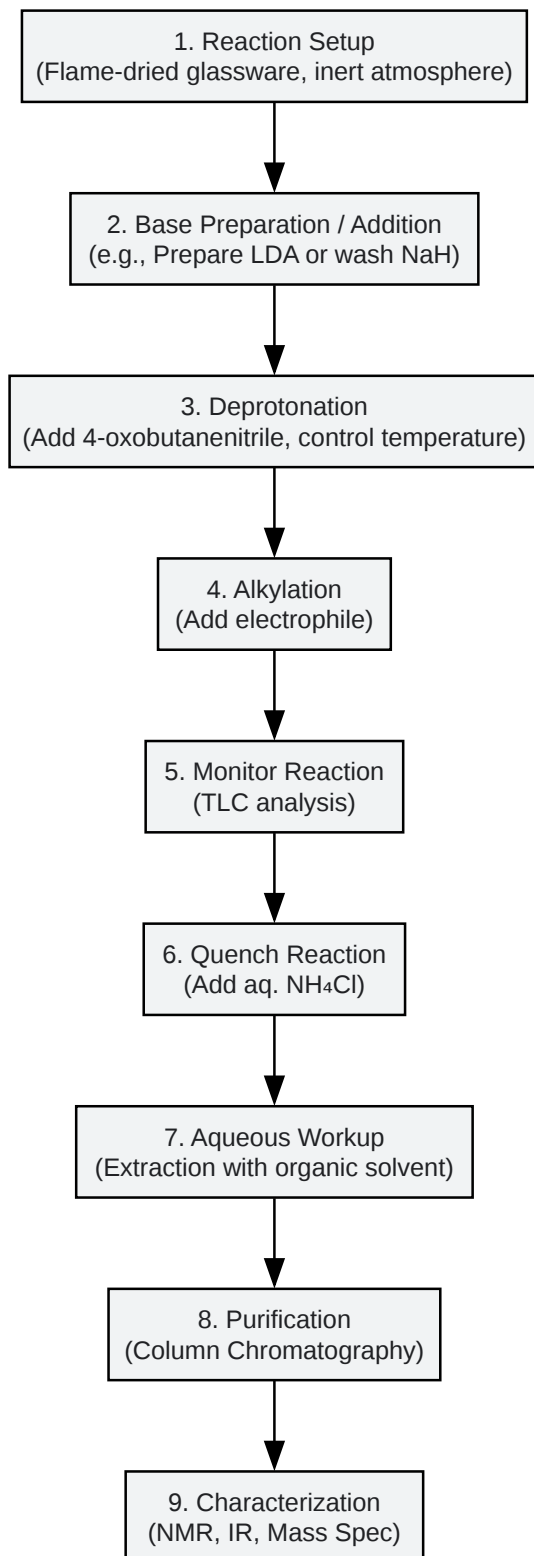 1. Reaction Setup
(Flame-dried glassware, inert atmosphere)
2. Base Preparation / Addition
(e.g., Prepare LDA or wash NaH)
3. Deprotonation
(Add 4-oxobutanenitrile, control temperature)
4. Alkylation
(Add electrophile)
5. Monitor Reaction
(TLC analysis)
6. Quench Reaction
(Add aq. NH₄Cl)
7. Aqueous Workup
(Extraction with organic solvent)
8. Purification
(Column Chromatography)
9. Characterization
(NMR, IR, Mass Spec)